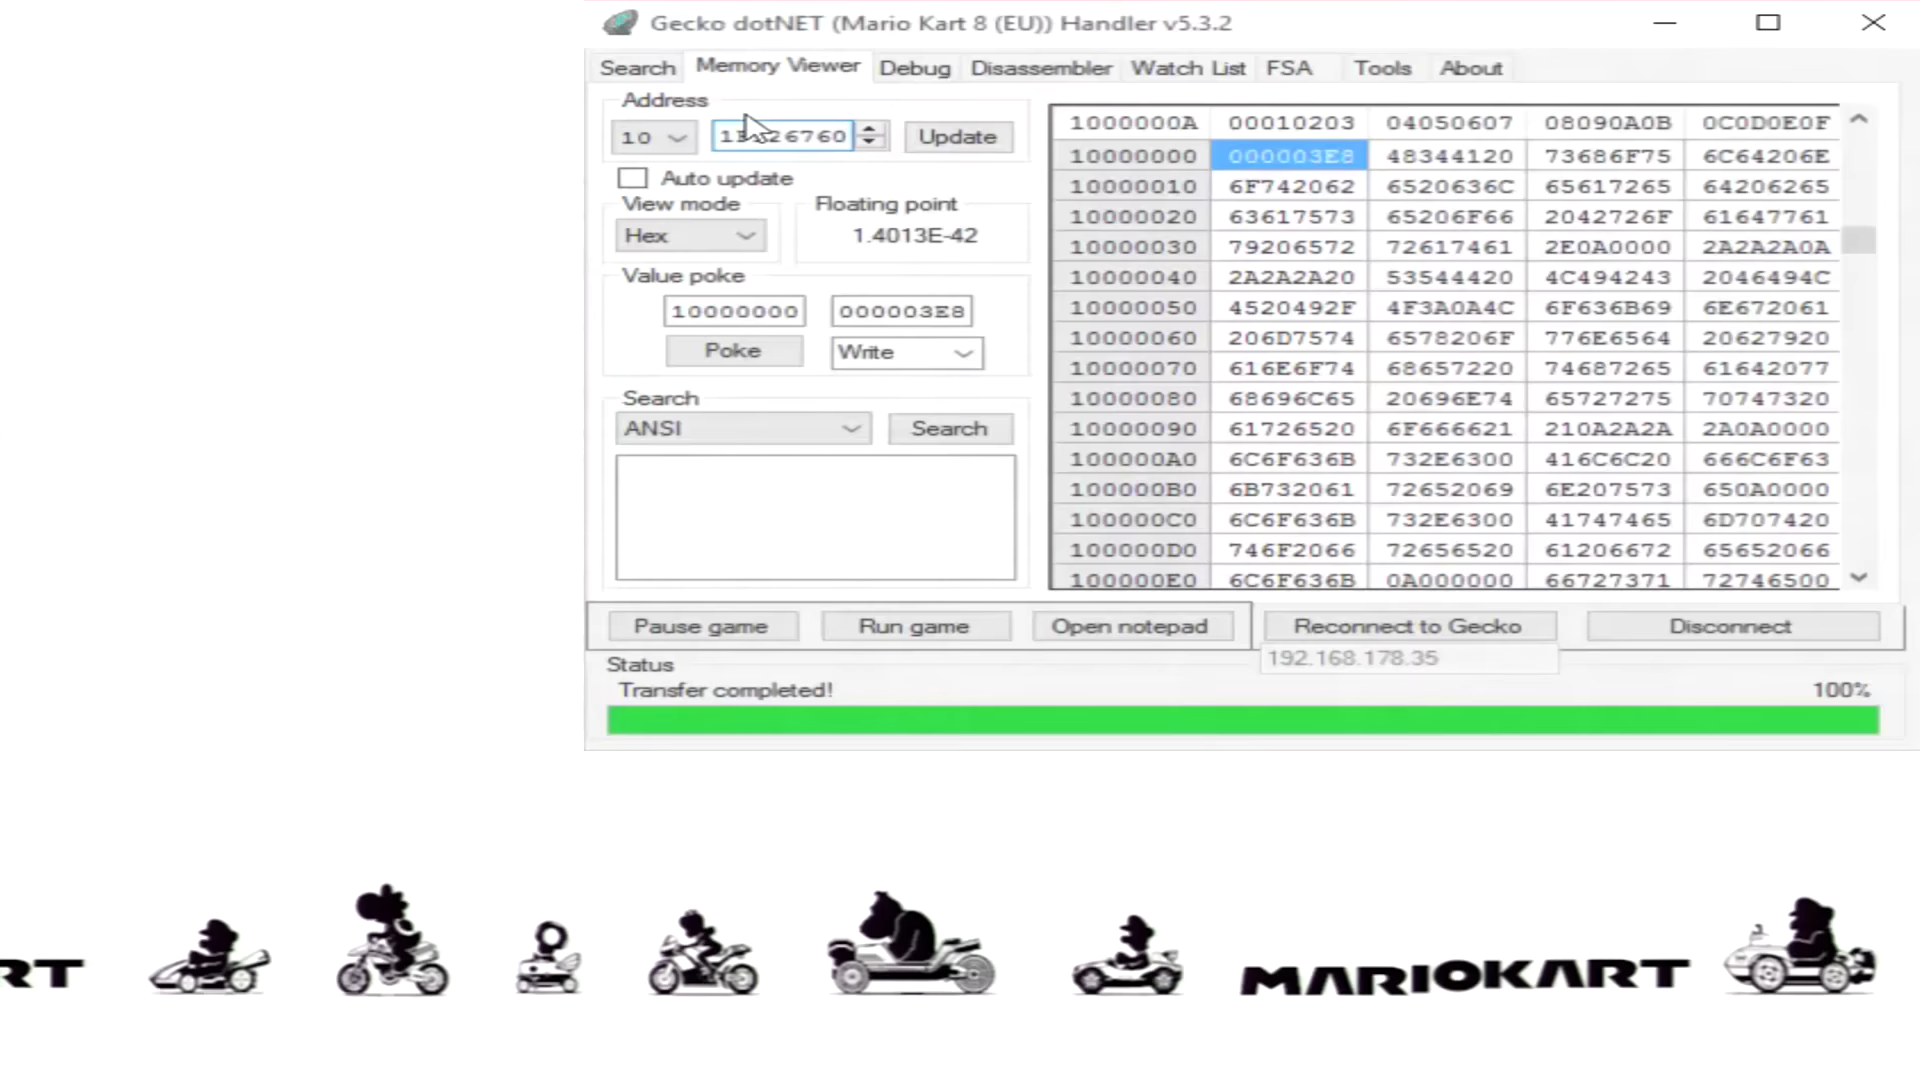 Gecko dotNET (Mario Kart 8 (EU)) Handler v5.3.2
Search Memory Viewer Debug Disassembler Watch List FSA Tools About
Address
10 Update
Auto update
View mode Floating point
Hex 1.4013E-42
Value poke
10000000 000003E8
Poke Write
Search
ANSI Search
1000000A 00010203 04050607 08090A0B 0C0D0E0F
10000000 000003E8 48344120 73686F75 6C64206E
10000010 6F742062 6520636C 65617265 64206265
10000020 63617573 65206F66 2042726F 61647761
10000030 79206572 72617461 2E0A0000 2A2A2A0A
10000040 2A2A2A20 53544420 4C494243 2046494C
10000050 4520492F 4F3A0A4C 6F636B69 6E672061
10000060 206D7574 6578206F 776E6564 20627920
10000070 616E6F74 68657220 74687265 61642077
10000080 68696C65 20696E74 65727275 70747320
10000090 61726520 6F666621 210A2A2A 2A0A0000
100000A0 6C6F636B 732E6300 416C6C20 666C6F63
100000B0 6B732061 72652069 6E207573 650A0000
100000C0 6C6F636B 732E6300 41747465 6D707420
100000D0 746F2066 72656520 61206672 65652066
100000E0 6C6F636B 0A000000 66727371 72746500
Pause game Run game Open notepad Reconnect to Gecko Disconnect
192.168.178.35
Status
Transfer completed! 100%
RT MARIOKART